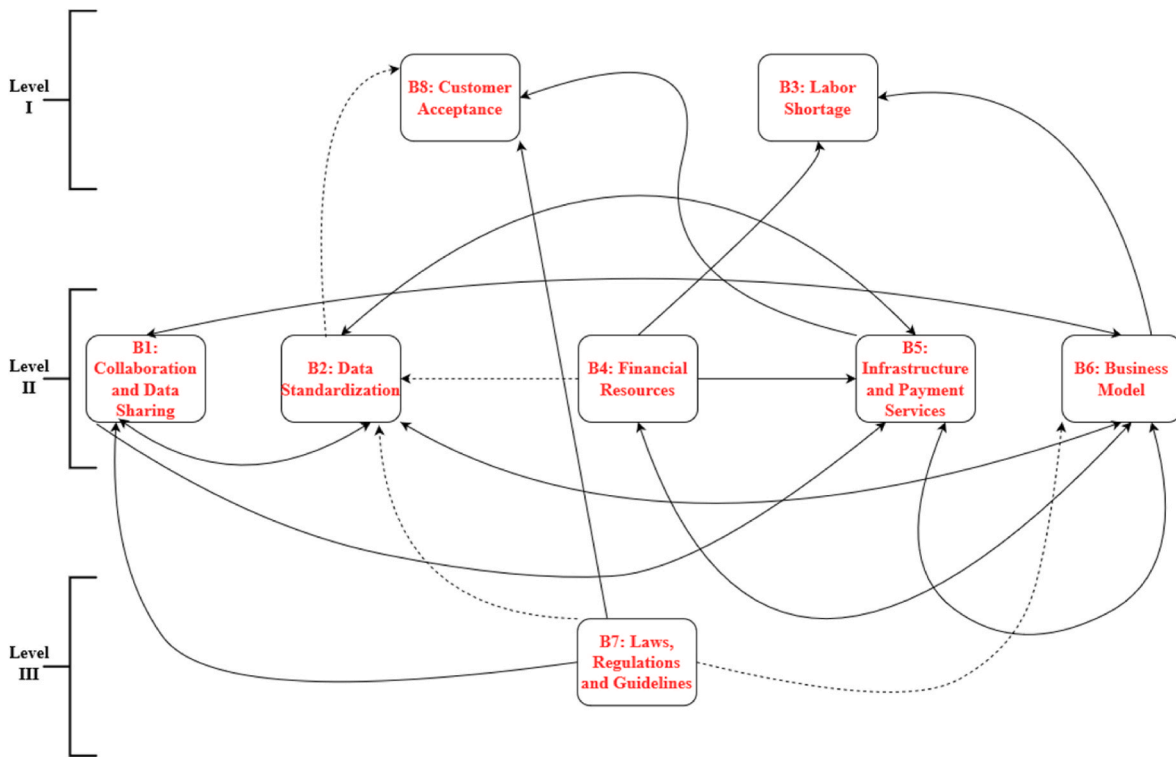 Level
I
B8: Customer
Acceptance
B3: Labor
Shortage
Level
II
B1:
Collaboration
and Data
Sharing
B2: Data
Standardization
B4: Financial
Resources
B5:
Infrastructure
and Payment
Services
B6: Business
Model
Level
III
B7: Laws,
Regulations
and Guidelines